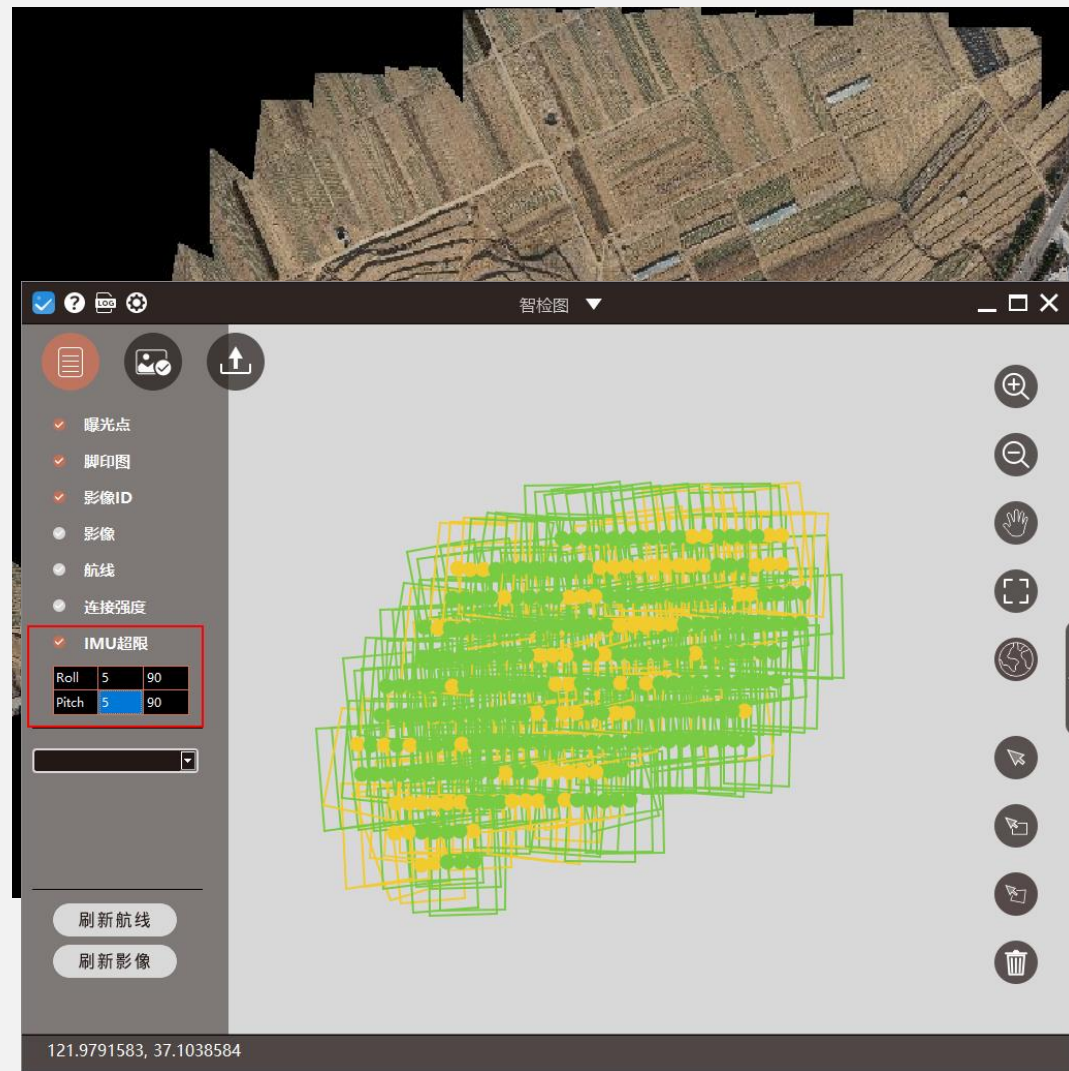 LOG
智检图
曝光点
脚印图
影像ID
影像
航线
连接强度
IMU超限
Roll 5 90
Pitch 5 90
刷新航线
刷新影像
121.9791583, 37.1038584